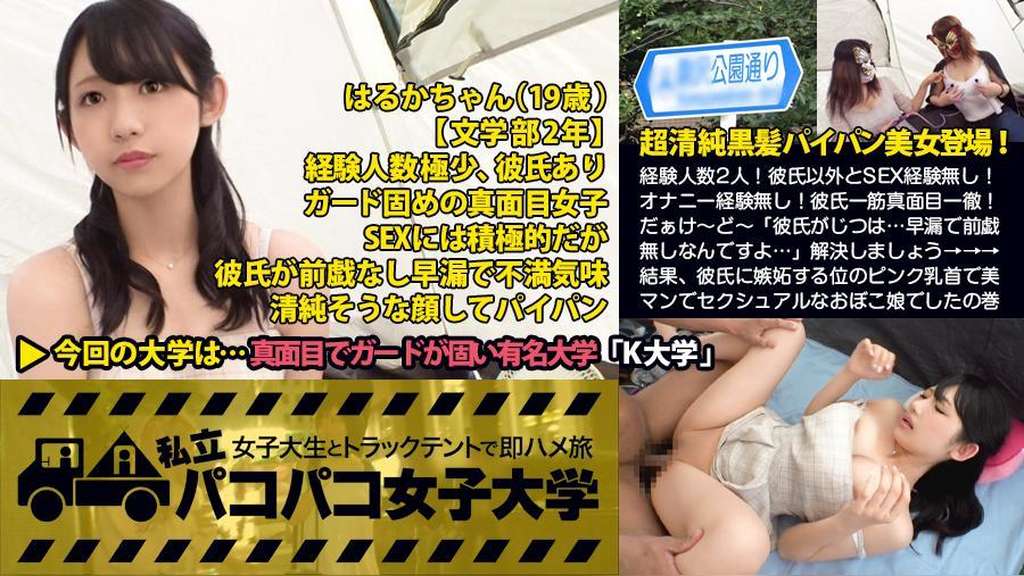 はるかちゃん(19歳)
【文学部2年】
経験人数極少、彼氏あり
ガード固めの真面目女子
SEXには積極的だが
彼氏が前戯なし早漏で不満気味
清純そうな顔してパイパン
▶今回の大学は…真面目でガードが固い有名大学「K大学」
私立
女子大生とトラックテントで即ハメ旅
パコパコ女子大学
公園通り
超清純黒髪パイパン美女登場!
経験人数2人!彼氏以外とSEX経験無し!
オナニー経験無し!彼氏一筋真面目一徹!
だぁけ~ど~「彼氏がじつは…早漏で前戯
無しなんですよ…」解決しましょう→→→
結果、彼氏に嫉妬する位のピンク乳首で美
マンでセクシュアルなおぼこ娘でしたの巻